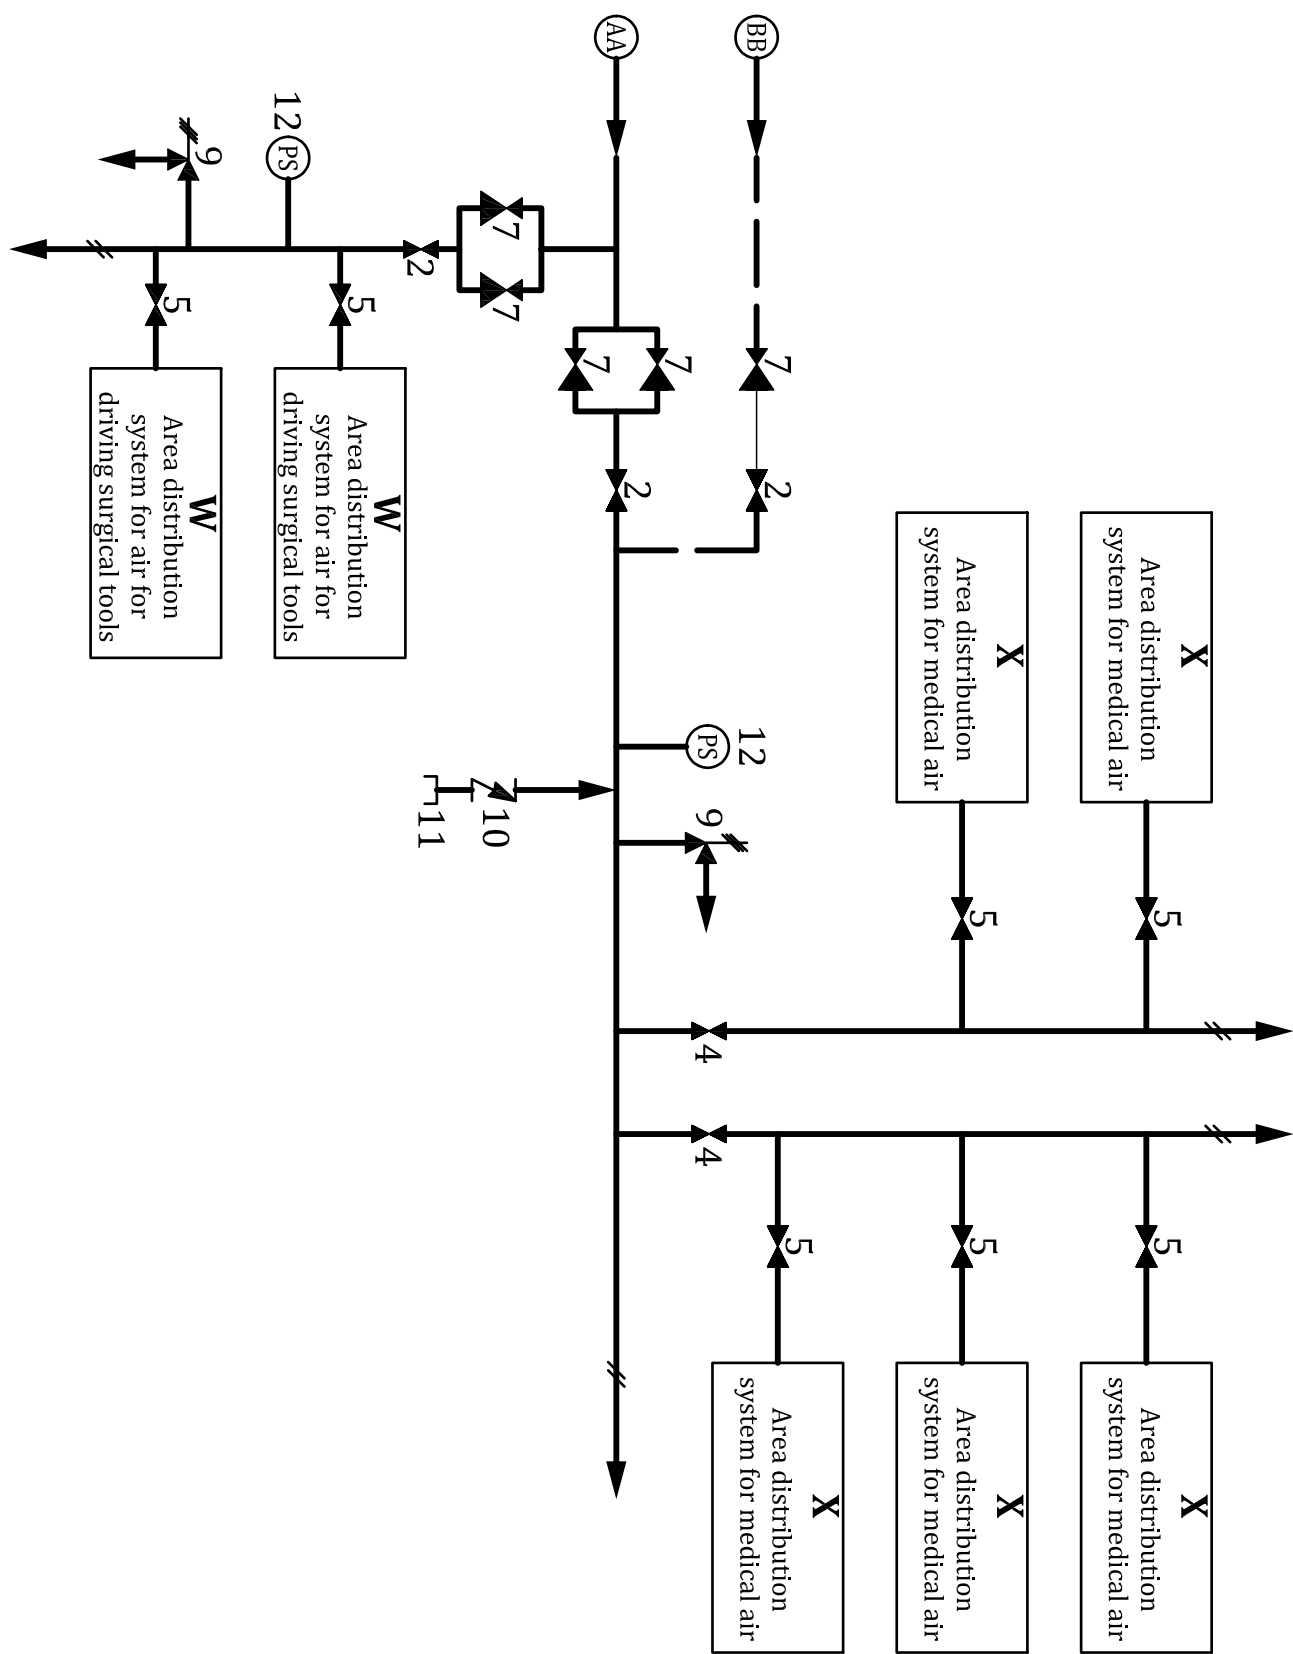 X
Area distribution
system for medical air
5
5
X
Area distribution
system for medical air
X
Area distribution
system for medical air
5
5
X
Area distribution
system for medical air
5
X
Area distribution
system for medical air
BB
7
2
12
PS
9
4
4
AA
7
7
2
7
7
10
11
2
12
PS
5
W
Area distribution
system for air for
driving surgical tools
9
5
W
Area distribution
system for air for
driving surgical tools